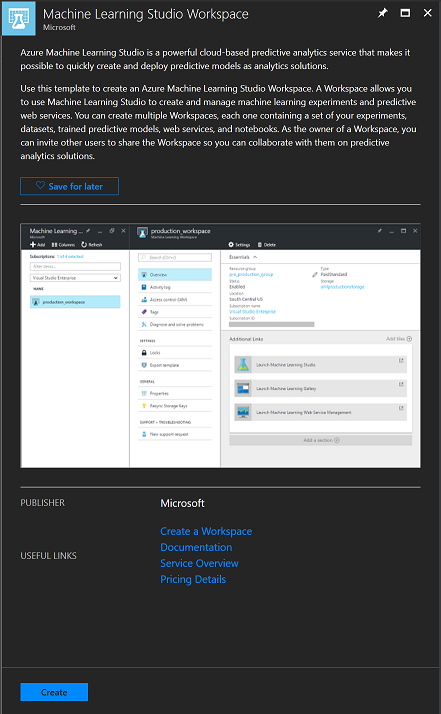 Machine Learning Studio Workspace
Microsoft
Azure Machine Learning Studio is a powerful cloud-based predictive analytics service that makes it
possible to quickly create and deploy predictive models as analytics solutions.
Use this template to create an Azure Machine Learning Studio Workspace. A Workspace allows you
to use Machine Learning Studio to create and manage machine learning experiments and predictive
web services. You can create multiple Workspaces, each one containing a set of your experiments,
datasets, trained predictive models, web services, and notebooks. As the owner of a Workspace, you
can invite other users to share the Workspace so you can collaborate with them on predictive
analytics solutions.
Save for later
Machine Learning ...
Microsoft
Add Columns Refresh
Subscriptions: 1 of 4 selected
Filter items...
Visual Studio Enterprise
NAME
production_workspace
production_workspace
Machine Learning Workspace
Search (Ctrl+/)
Overview
Activity log
Access control (IAM)
Tags
Diagnose and solve problems
SETTINGS
Locks
Export template
GENERAL
Properties
Resync Storage Keys
SUPPORT + TROUBLESHOOTING
New support request
Settings Delete
Essentials
Resource group
pre_production_group
Status
Enabled
Location
South Central US
Subscription name
Visual Studio Enterprise
Subscription ID
Type
PaidStandard
Storage
Additional Links
Add tiles
Launch Machine Learning Studio
Launch Machine Learning Gallery
Launch Machine Learning Web Service Management
Add a section
PUBLISHER
Microsoft
USEFUL LINKS
Create a Workspace
Documentation
Service Overview
Pricing Details
Create